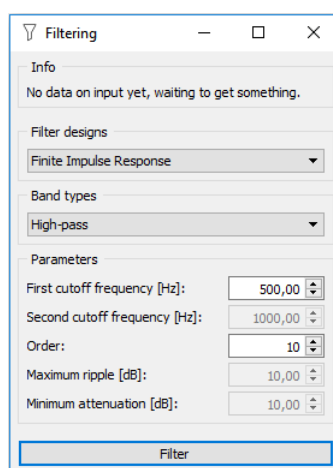 Filtering
Info
No data on input yet, waiting to get something.
Filter designs
Finite Impulse Response
Band types
High-pass
Parameters
First cutoff frequency [Hz]: 500,00
Second cutoff frequency [Hz]: 1000,00
Order: 10
Maximum ripple [dB]: 10,00
Minimum attenuation [dB]: 10,00
Filter